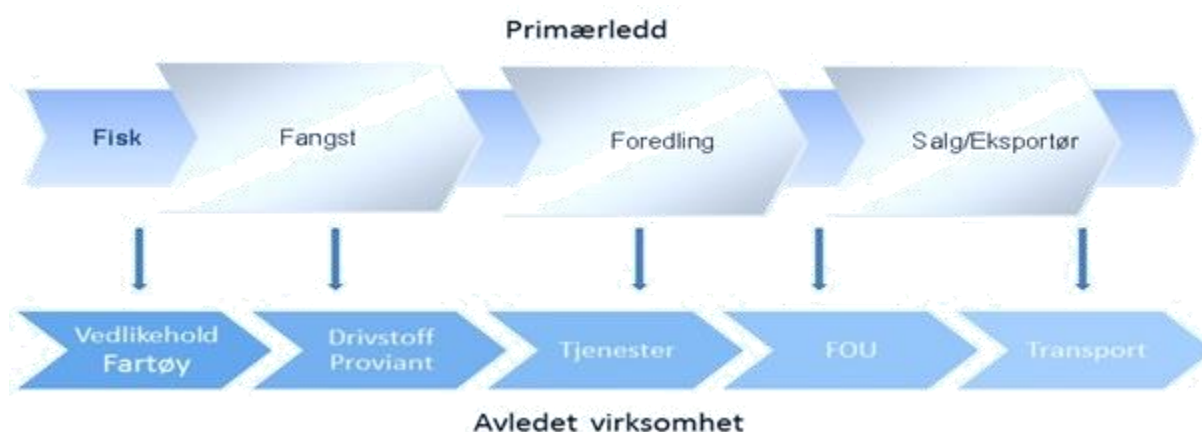 Primærledd
Fisk
Fangst
Foredling
Salg/Eksportør
Vedlikehold
Fartøy
Drivstoff
Proviant
Tjenester
FOU
Transport
Avledet virksomhet